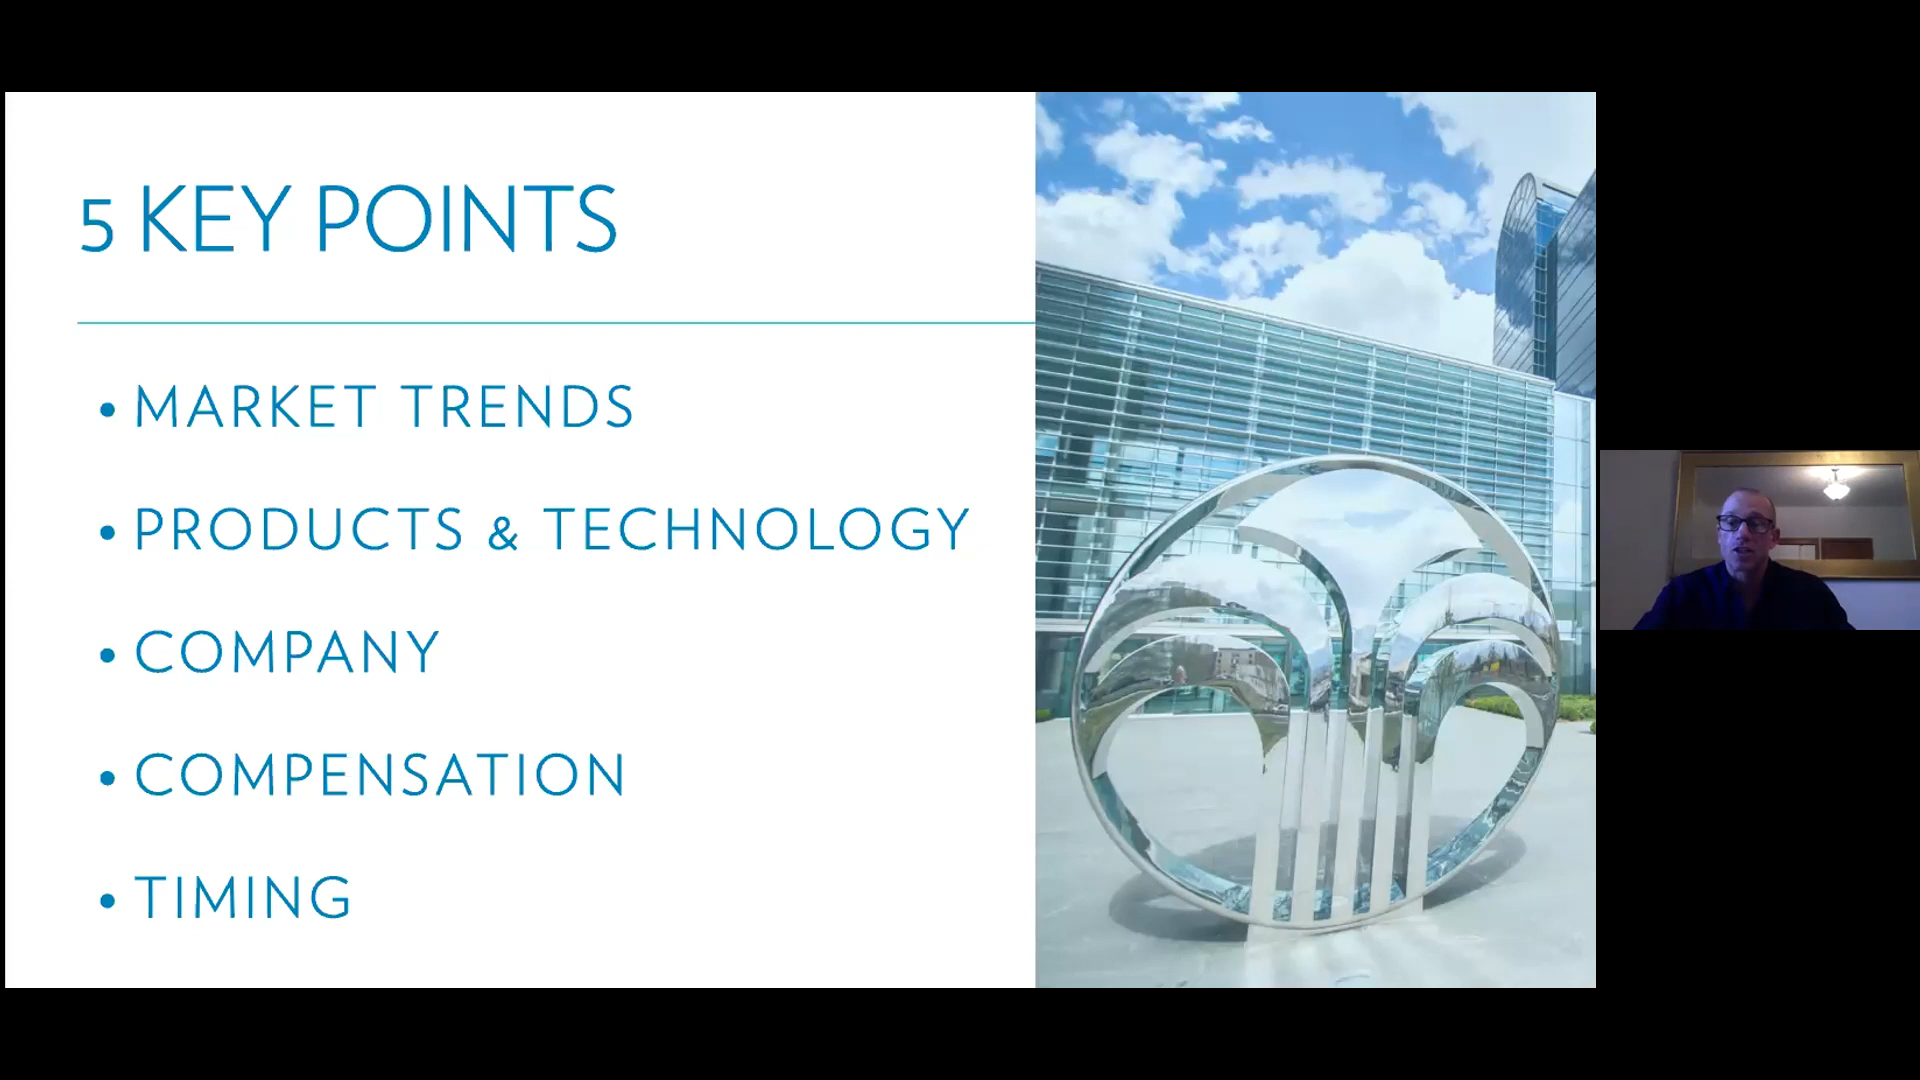 5 KEY POINTS
• MARKET TRENDS
• PRODUCTS & TECHNOLOGY
• COMPANY
• COMPENSATION
• TIMING